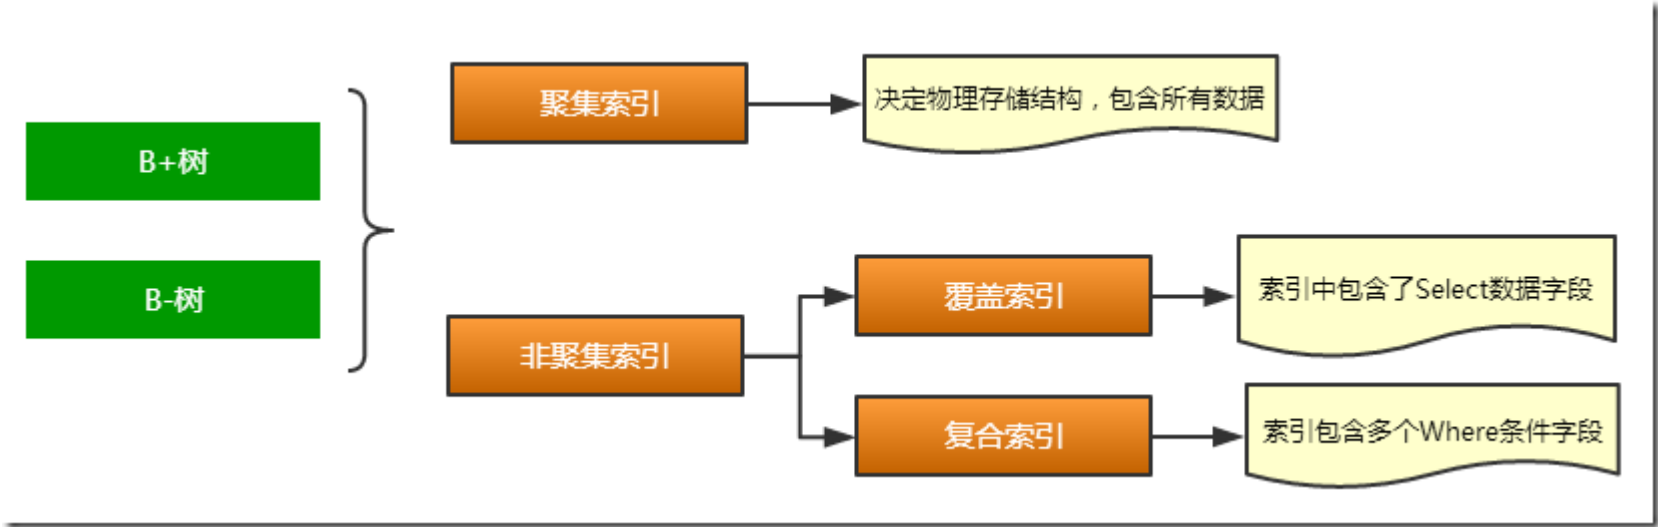 B+树
B-树
聚集索引
决定物理存储结构，包含所有数据
非聚集索引
覆盖索引
索引中包含了Select数据字段
复合索引
索引包含多个Where条件字段